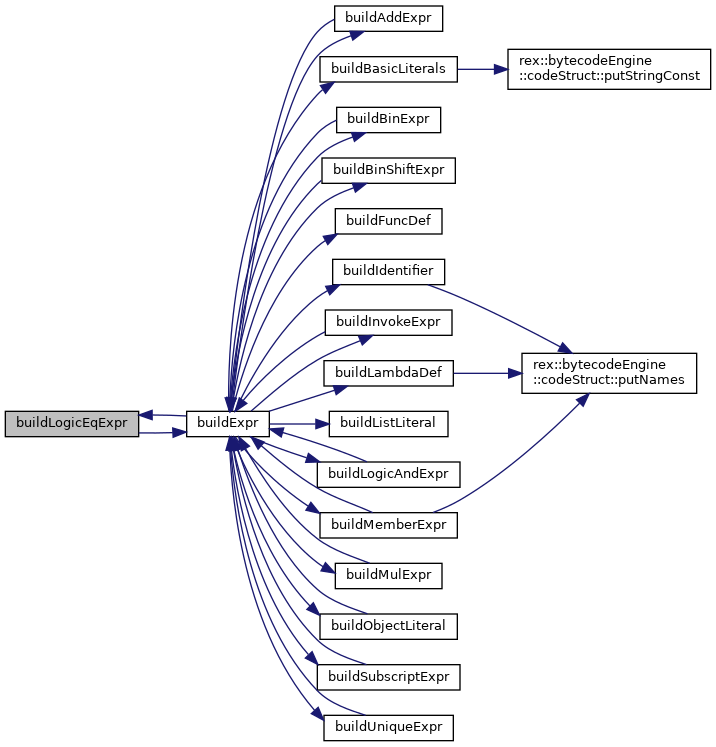 buildLogicEqExpr
buildExpr
buildAddExpr
buildBasicLiterals
buildBinExpr
buildBinShiftExpr
buildFuncDef
buildIdentifier
buildInvokeExpr
buildLambdaDef
buildListLiteral
buildLogicAndExpr
buildMemberExpr
buildMulExpr
buildObjectLiteral
buildSubscriptExpr
buildUniqueExpr
rex::bytecodeEngine
::codeStruct::putStringConst
rex::bytecodeEngine
::codeStruct::putNames